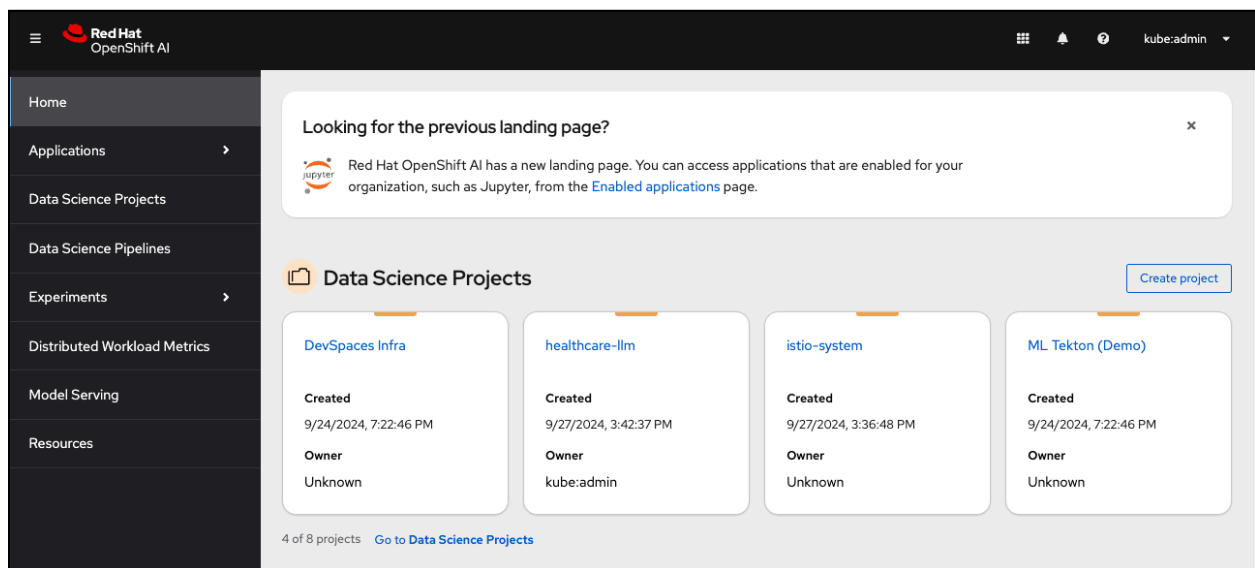 Red Hat
OpenShift AI
kube:admin
Home
Applications
Data Science Projects
Data Science Pipelines
Experiments
Distributed Workload Metrics
Model Serving
Resources
Looking for the previous landing page?
jupyter
Red Hat OpenShift AI has a new landing page. You can access applications that are enabled for your
organization, such as Jupyter, from the Enabled applications page.
Data Science Projects
Create project
DevSpaces Infra
Created
9/24/2024, 7:22:46 PM
Owner
Unknown
healthcare-llm
Created
9/27/2024, 3:42:37 PM
Owner
kube:admin
istio-system
Created
9/27/2024, 3:36:48 PM
Owner
Unknown
ML Tekton (Demo)
Created
9/24/2024, 7:22:46 PM
Owner
Unknown
4 of 8 projects Go to Data Science Projects